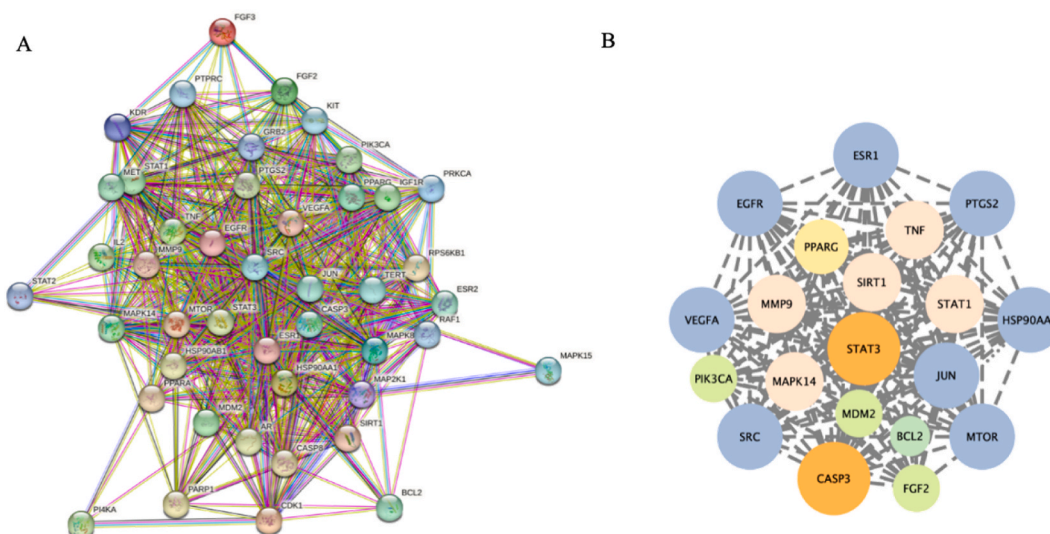 A
B
FGF3
PTPRC
FGF2
KDR
KIT
GRB2
PIK3CA
MET
STAT1
PTGS2
PPARG
IGF1R
PRKCA
VEGFA
TNF
EGFR
IL2
MMP9
SRC
RPS6KB1
STAT2
JUN
TERT
ESR2
MAPK14
MTOR
STAT3
CASP3
RAF1
ESR1
MAPK8
HSP90AB1
HSP90AA1
MAPK15
PPARA
MAP2K1
MDM2
AR
SIRT1
CASP8
PARP1
BCL2
PI4KA
CDK1
ESR1
EGFR
PTGS2
TNF
PPARG
SIRT1
MMP9
STAT1
VEGFA
HSP90AA
STAT3
PIK3CA
MAPK14
JUN
MDM2
SRC
BCL2
MTOR
CASP3
FGF2